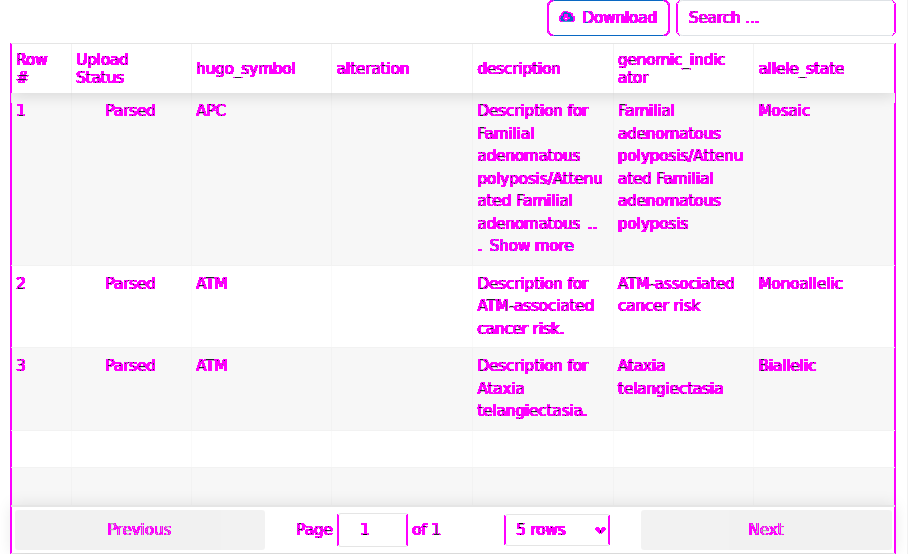 Download Search ...
Row # Upload Status hugo_symbol alteration description genomic_indicator allele_state
1 Parsed APC Description for Familial adenomatous polyposis/Attenuated Familial adenomatous ... Show more Familial adenomatous polyposis/Attenuated Familial adenomatous polyposis Mosaic
2 Parsed ATM Description for ATM-associated cancer risk. ATM-associated cancer risk Monoallelic
3 Parsed ATM Description for Ataxia telangiectasia. Ataxia telangiectasia Biallelic
Previous Page 1 of 1 5 rows Next